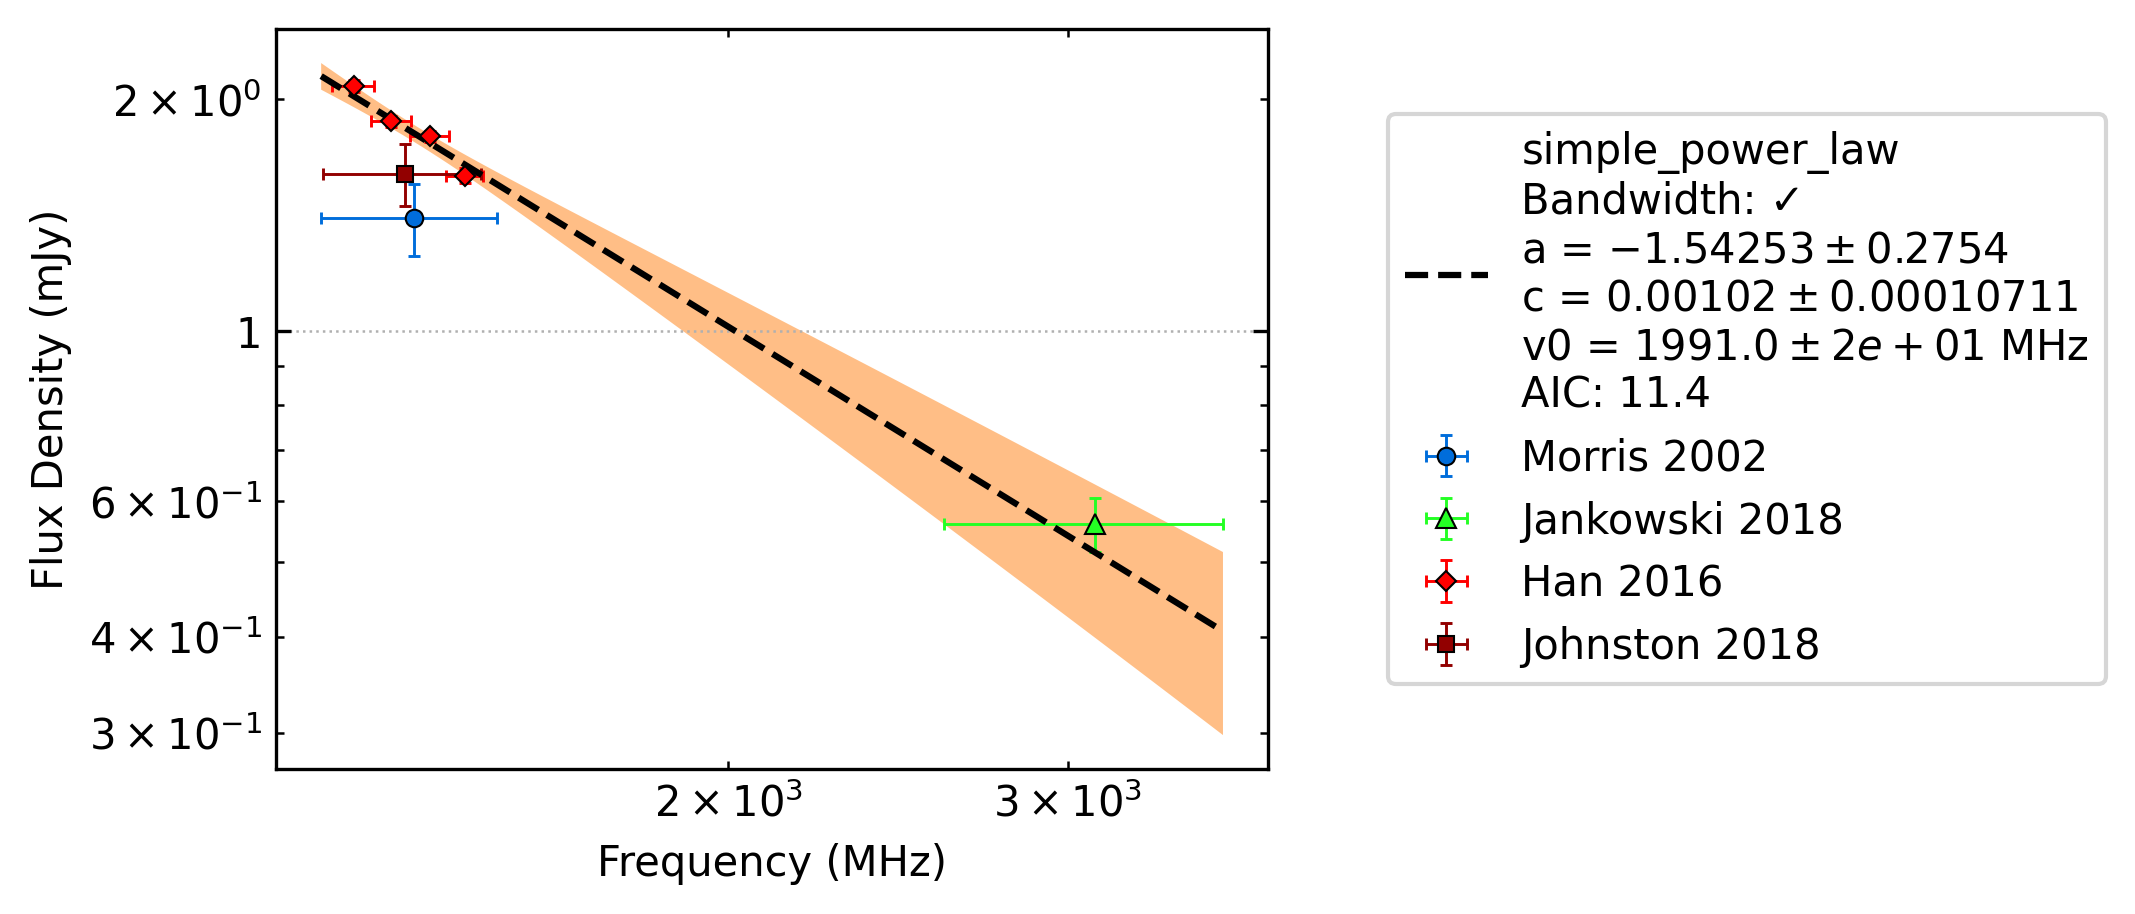 2 × 10⁰
1
6 × 10⁻¹
4 × 10⁻¹
3 × 10⁻¹
Flux Density (mJy)
2 × 10³
3 × 10³
Frequency (MHz)
simple_power_law
Bandwidth: ✓
a = −1.54253 ± 0.2754
c = 0.00102 ± 0.00010711
v0 = 1991.0 ± 2e + 01 MHz
AIC: 11.4
Morris 2002
Jankowski 2018
Han 2016
Johnston 2018